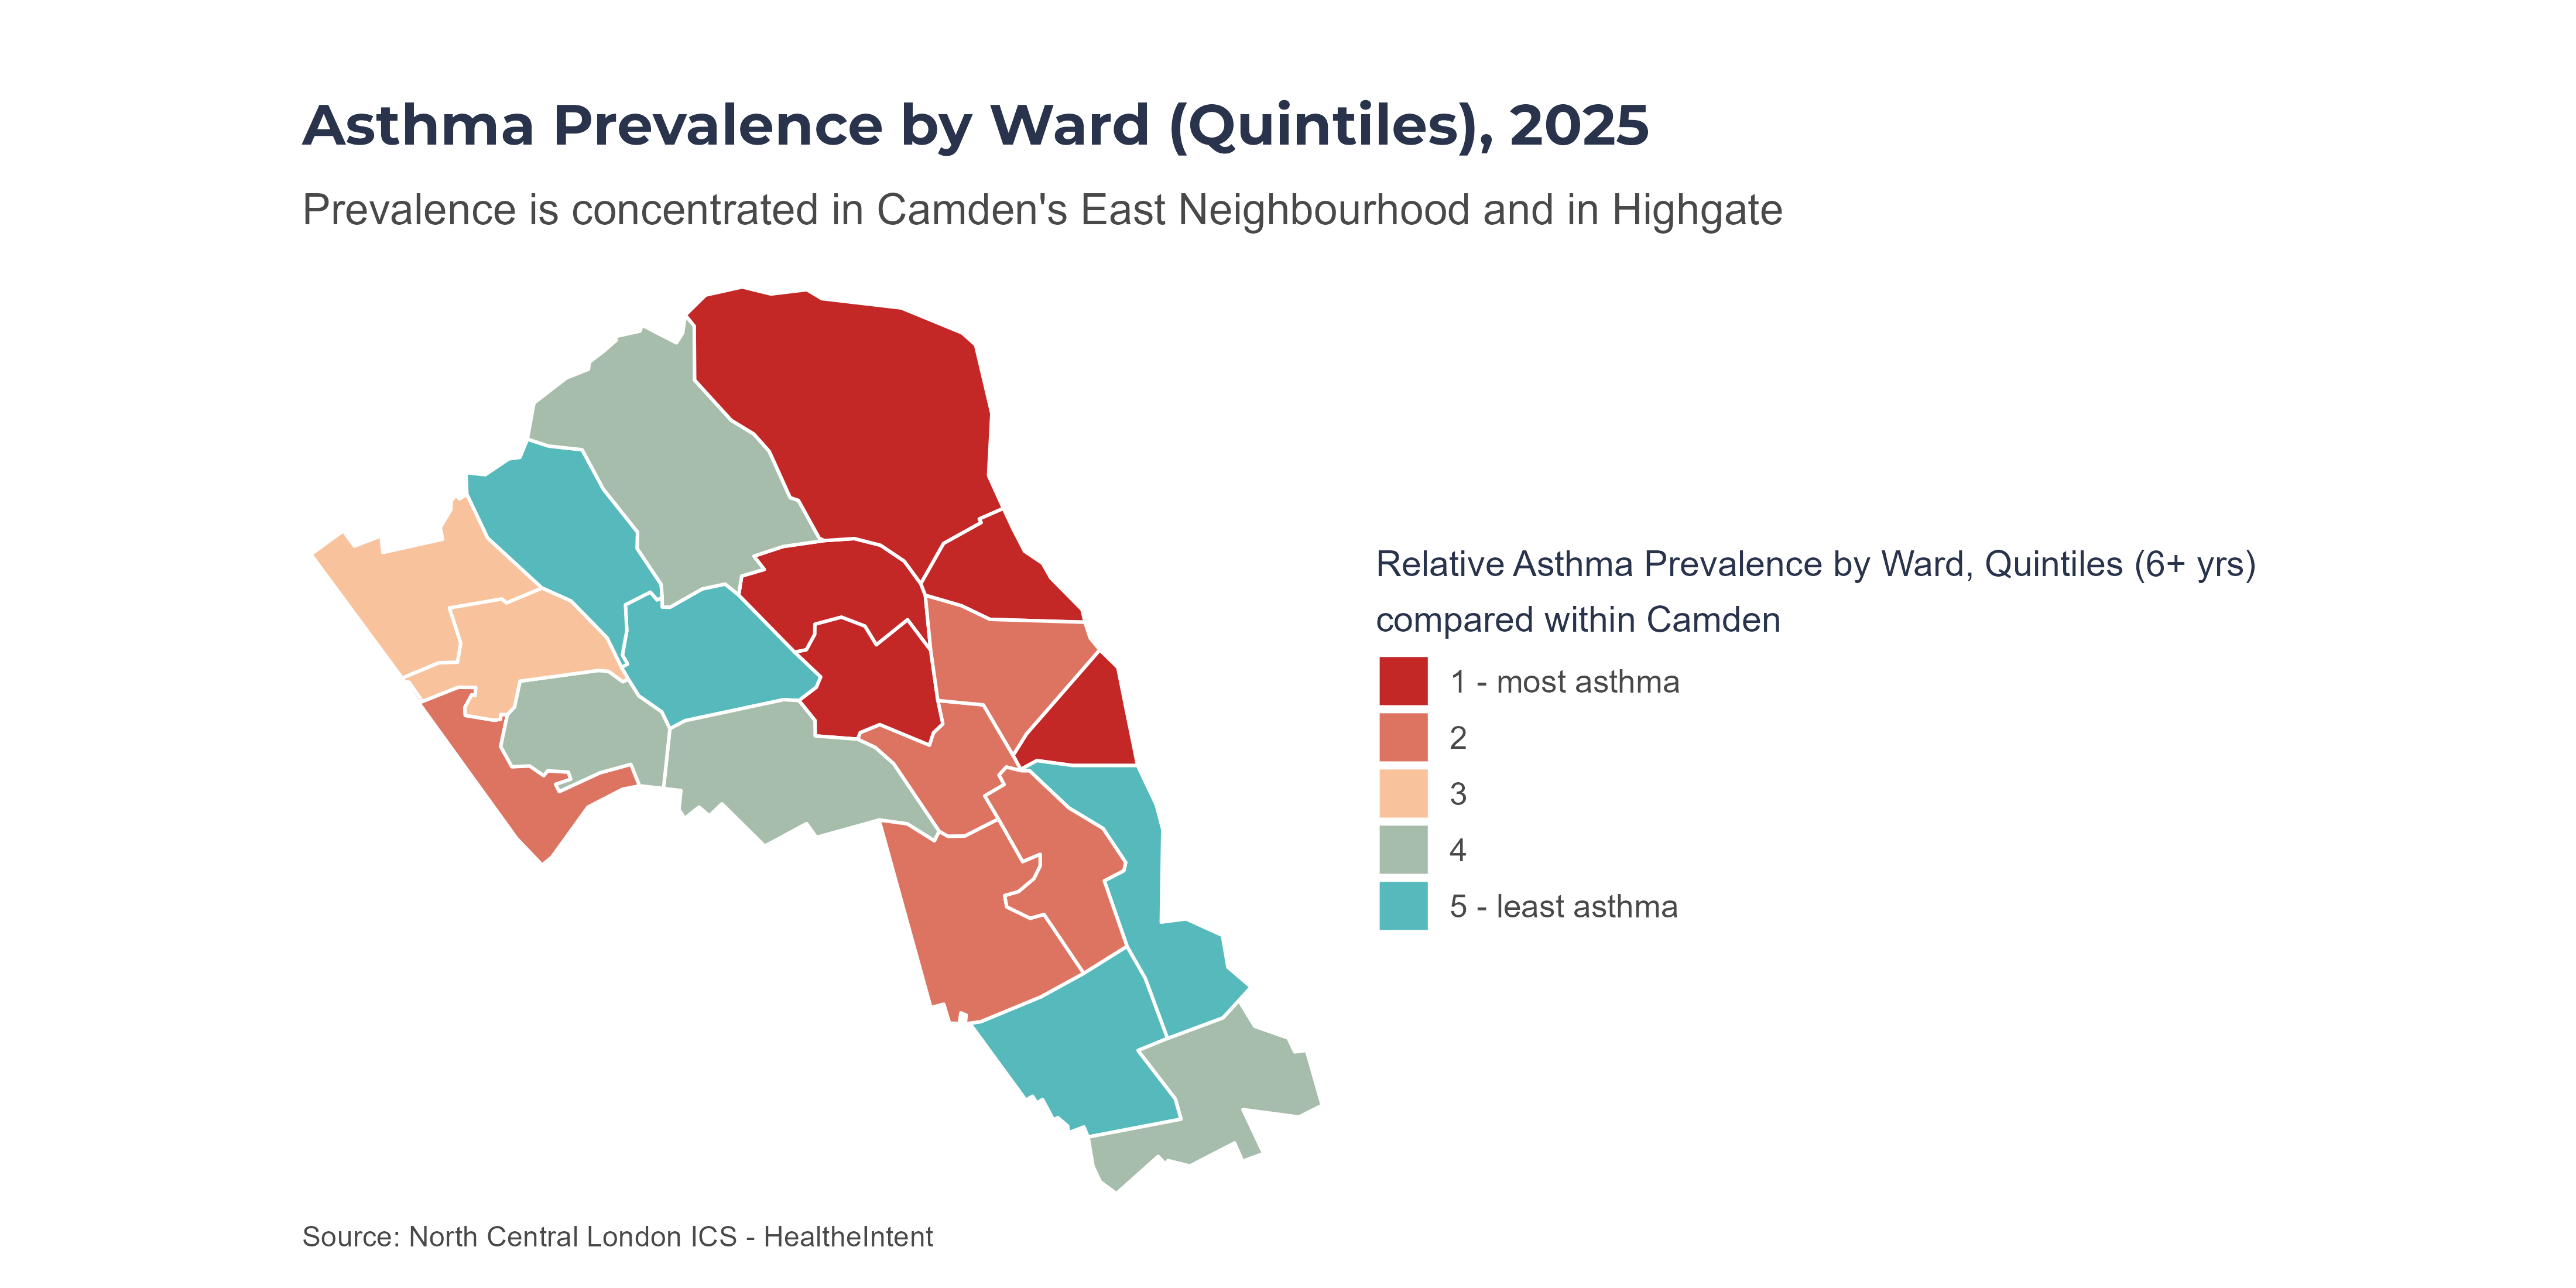 Asthma Prevalence by Ward (Quintiles), 2025
Prevalence is concentrated in Camden's East Neighbourhood and in Highgate
Relative Asthma Prevalence by Ward, Quintiles (6+ yrs)
compared within Camden
1 - most asthma
2
3
4
5 - least asthma
Source: North Central London ICS - HealtheIntent